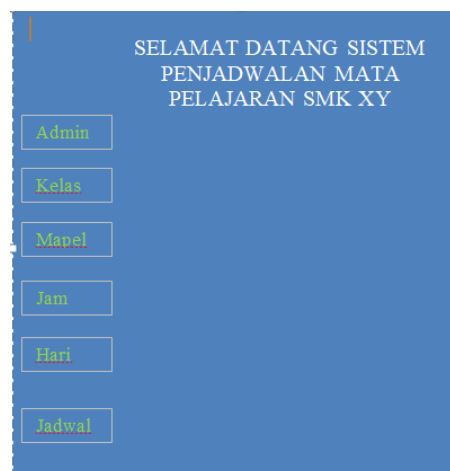 SELAMAT DATANG SISTEM
PENJADWALAN MATA
PELAJARAN SMK XY
Admin
Kelas
Mapel
Jam
Hari
Jadwal